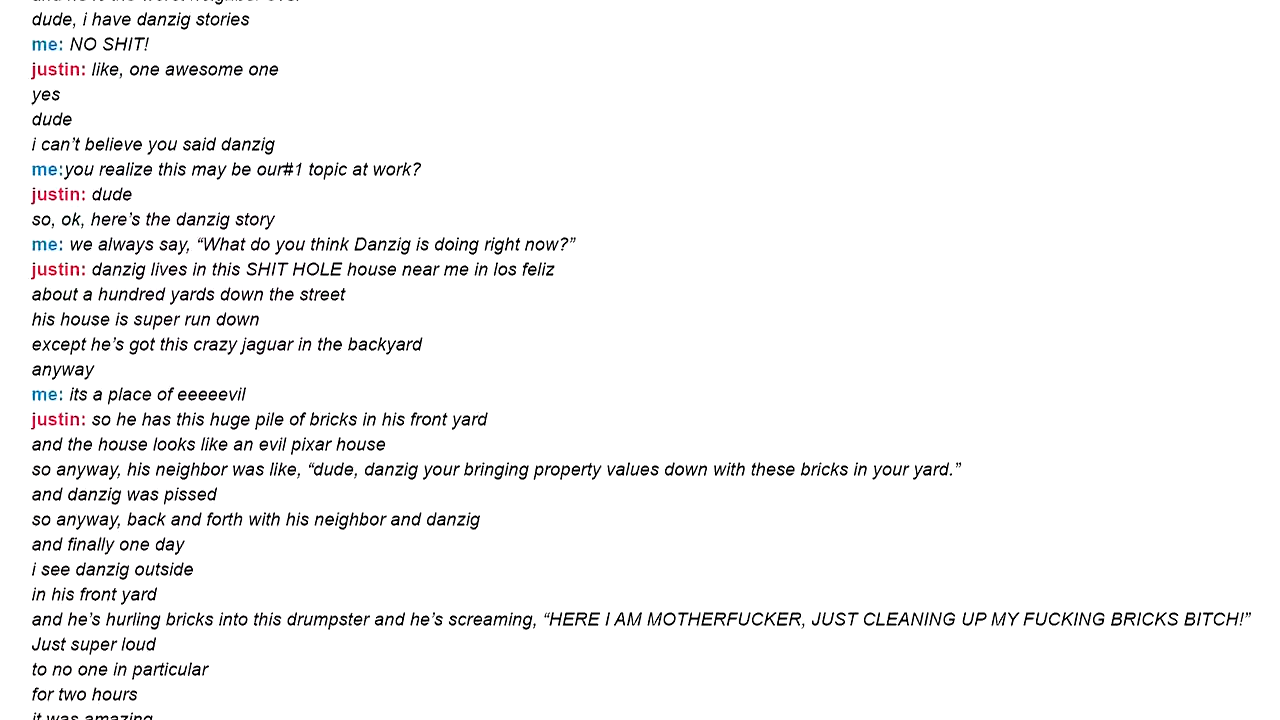 dude, i have danzig stories
me: NO SHIT!
justin: like, one awesome one
yes
dude
i can’t believe you said danzig
me:you realize this may be our#1 topic at work?
justin: dude
so, ok, here’s the danzig story
me: we always say, “What do you think Danzig is doing right now?”
justin: danzig lives in this SHIT HOLE house near me in los feliz
about a hundred yards down the street
his house is super run down
except he’s got this crazy jaguar in the backyard
anyway
me: its a place of eeeeevil
justin: so he has this huge pile of bricks in his front yard
and the house looks like an evil pixar house
so anyway, his neighbor was like, “dude, danzig your bringing property values down with these bricks in your yard.”
and danzig was pissed
so anyway, back and forth with his neighbor and danzig
and finally one day
i see danzig outside
in his front yard
and he’s hurling bricks into this drumpster and he’s screaming, “HERE I AM MOTHERFUCKER, JUST CLEANING UP MY FUCKING BRICKS BITCH!”
Just super loud
to no one in particular
for two hours
it was amazing